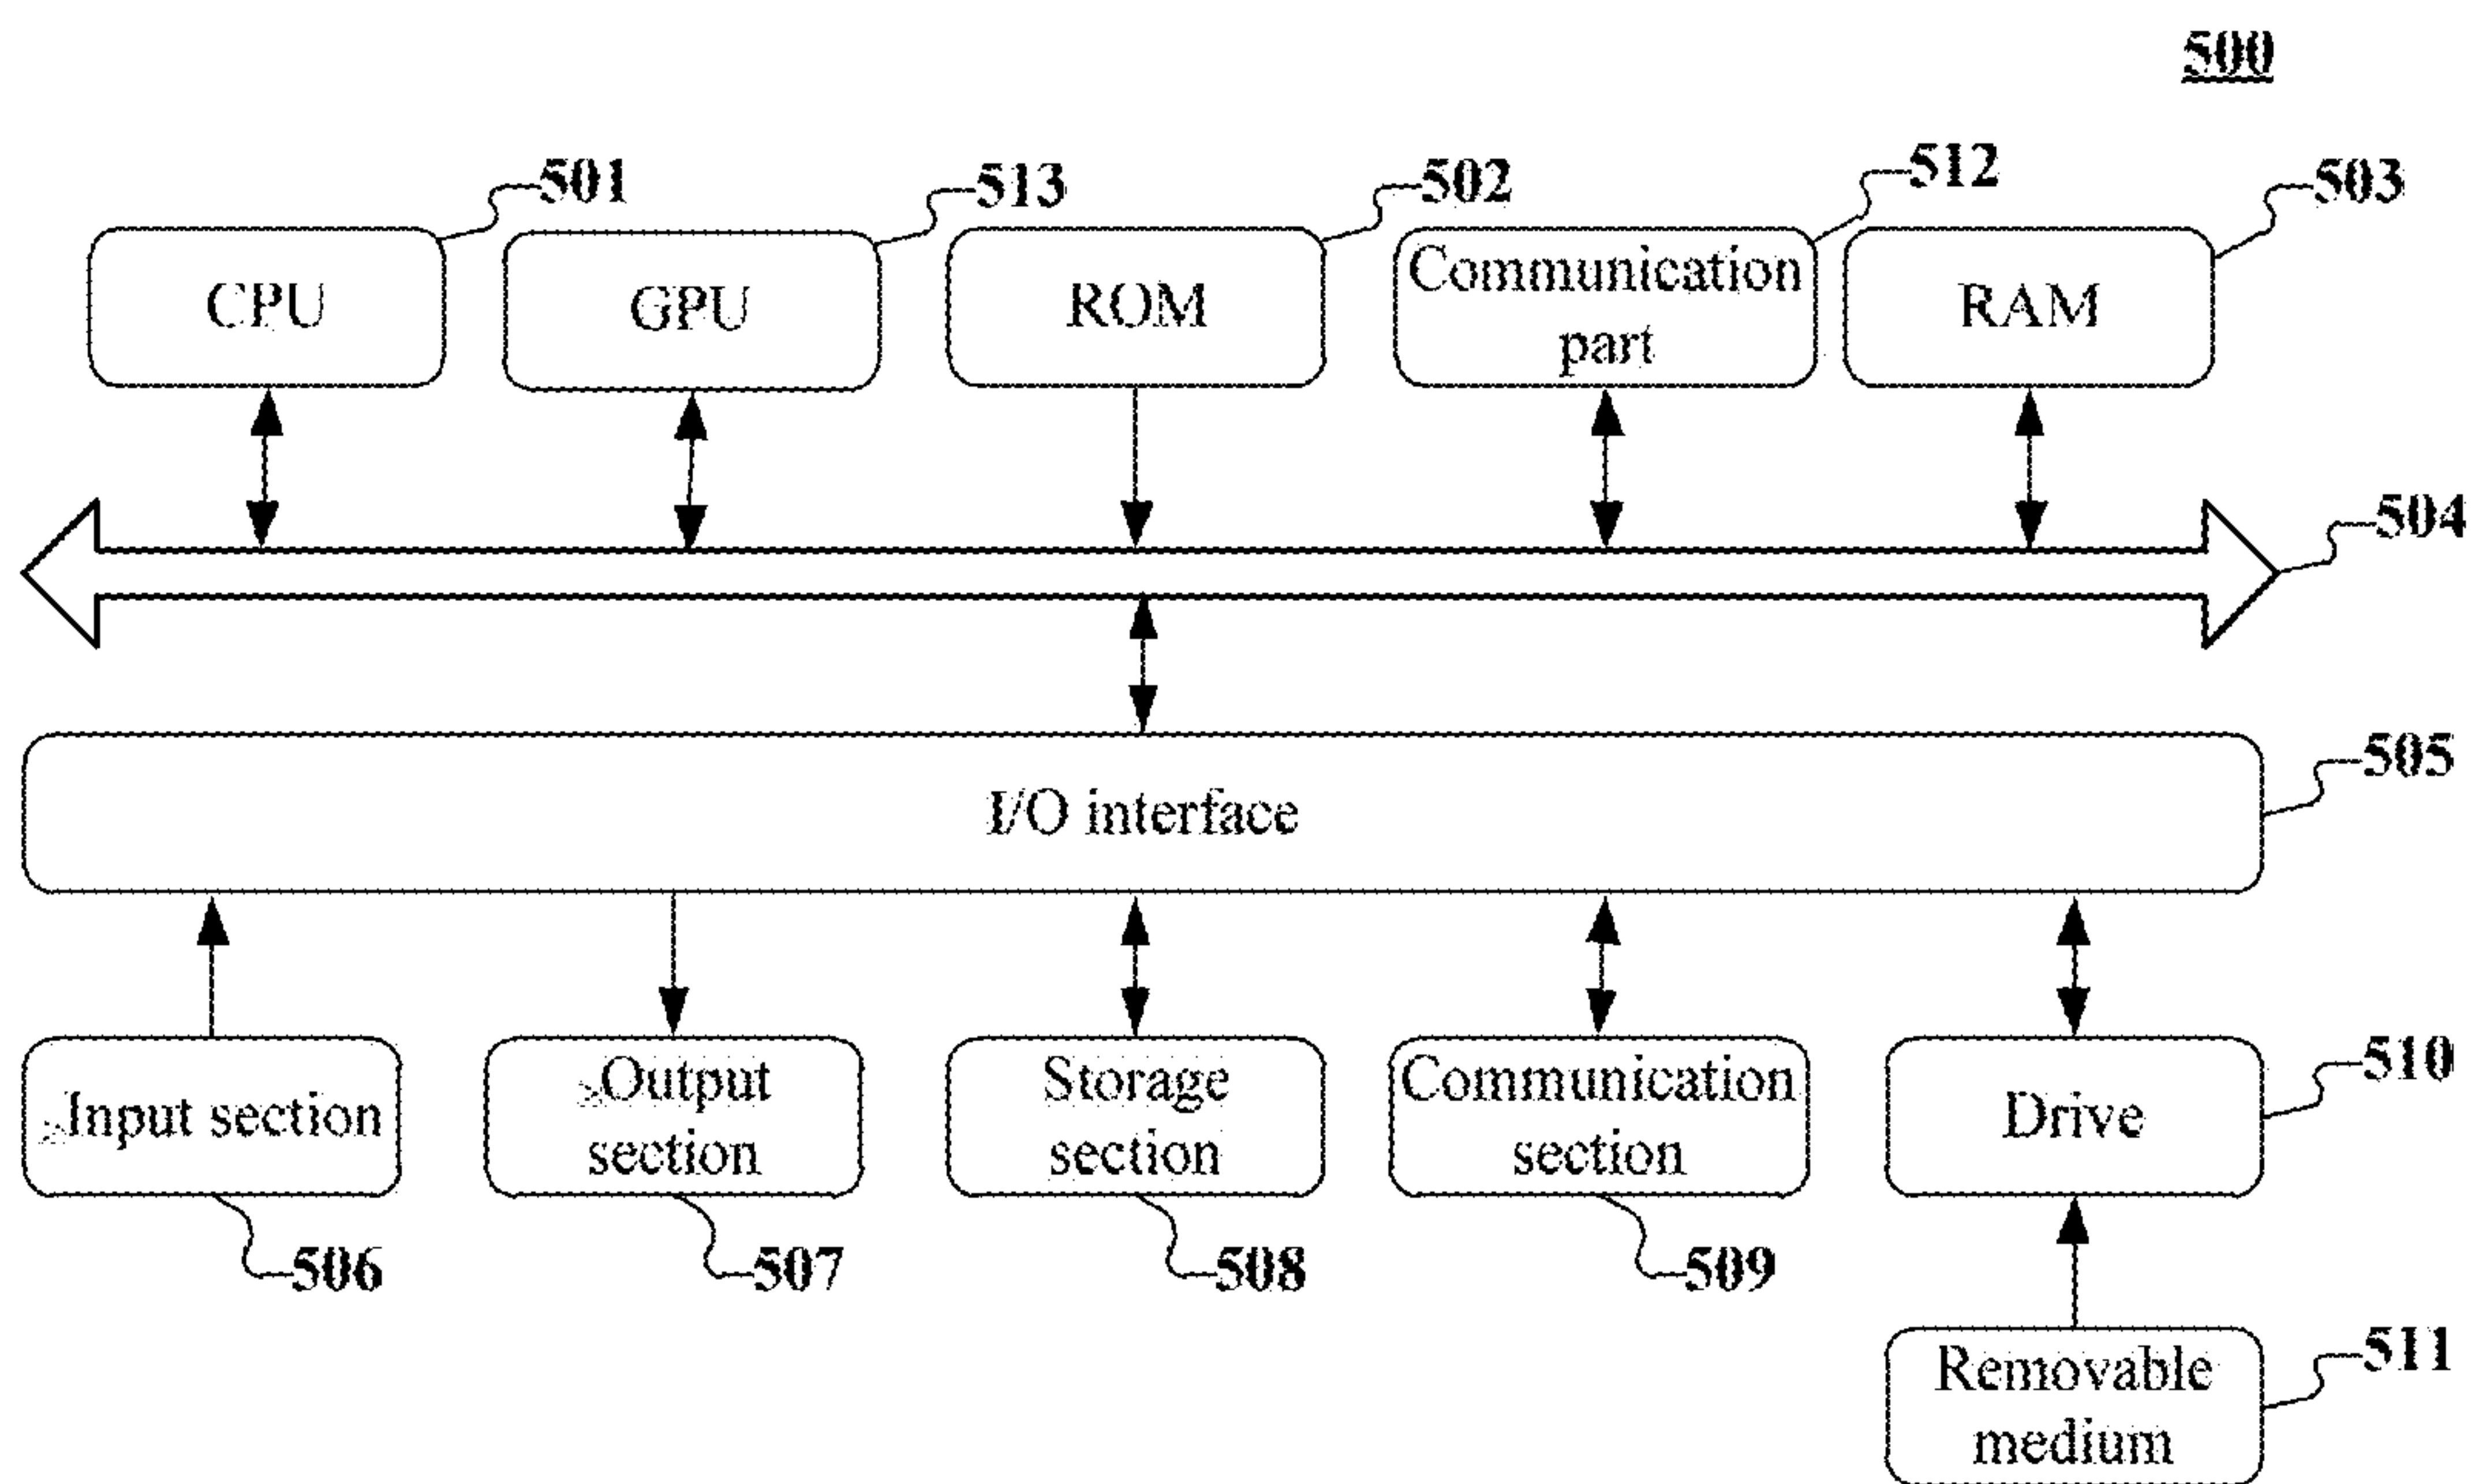 500
501
513
502
512
503
CPU
GPU
ROM
Communication
part
RAM
504
505
I/O interface
Input section
Output
section
Storage
section
Communication
section
Drive
510
506
507
508
509
Removable
medium
511